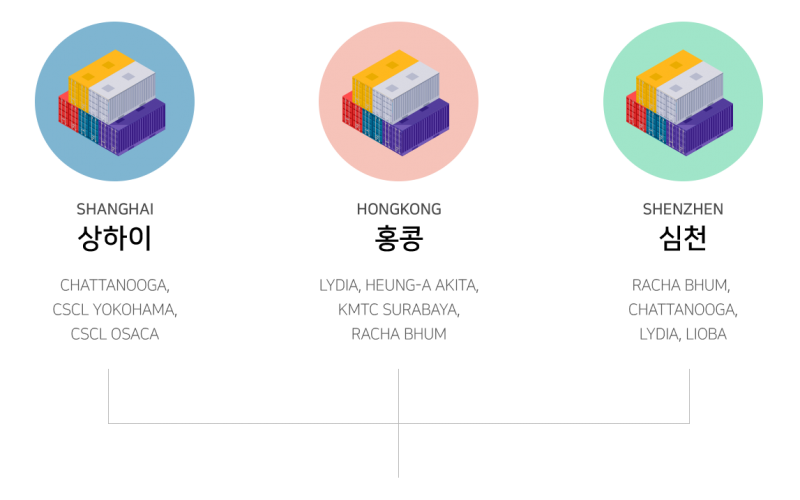 SHANGHAI
상하이
CHATTANOOGA,
CSCL YOKOHAMA,
CSCL OSACA
HONGKONG
홍콩
LYDIA, HEUNG-A AKITA,
KMTC SURABAYA,
RACHA BHUM
SHENZHEN
심천
RACHA BHUM,
CHATTANOOGA,
LYDIA, LIOBA